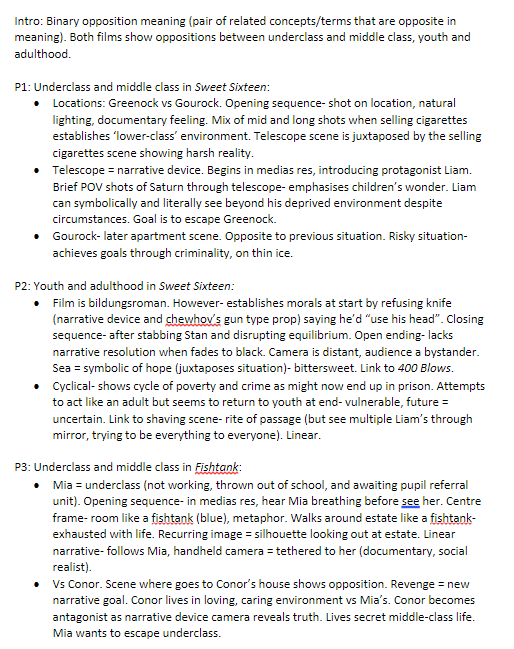 Intro: Binary opposition meaning (pair of related concepts/terms that are opposite in
meaning). Both films show oppositions between underclass and middle class, youth and
adulthood.
P1: Underclass and middle class in Sweet Sixteen:
• Locations: Greenock vs Gourock. Opening sequence- shot on location, natural
lighting, documentary feeling. Mix of mid and long shots when selling cigarettes
establishes ‘lower-class’ environment. Telescope scene is juxtaposed by the selling
cigarettes scene showing harsh reality.
• Telescope = narrative device. Begins in medias res, introducing protagonist Liam.
Brief POV shots of Saturn through telescope- emphasises children’s wonder. Liam
can symbolically and literally see beyond his deprived environment despite
circumstances. Goal is to escape Greenock.
• Gourock- later apartment scene. Opposite to previous situation. Risky situation-
achieves goals through criminality, on thin ice.
P2: Youth and adulthood in Sweet Sixteen:
• Film is bildungsroman. However- establishes morals at start by refusing knife
(narrative device and chewhov’s gun type prop) saying he’d “use his head”. Closing
sequence- after stabbing Stan and disrupting equilibrium. Open ending- lacks
narrative resolution when fades to black. Camera is distant, audience a bystander.
Sea = symbolic of hope (juxtaposes situation)- bittersweet. Link to 400 Blows.
• Cyclical- shows cycle of poverty and crime as might now end up in prison. Attempts
to act like an adult but seems to return to youth at end- vulnerable, future =
uncertain. Link to shaving scene- rite of passage (but see multiple Liam’s through
mirror, trying to be everything to everyone). Linear.
P3: Underclass and middle class in Fishtank:
• Mia = underclass (not working, thrown out of school, and awaiting pupil referral
unit). Opening sequence- in medias res, hear Mia breathing before see her. Centre
frame- room like a fishtank (blue), metaphor. Walks around estate like a fishtank-
exhausted with life. Recurring image = silhouette looking out at estate. Linear
narrative- follows Mia, handheld camera = tethered to her (documentary, social
realist).
• Vs Conor. Scene where goes to Conor’s house shows opposition. Revenge = new
narrative goal. Conor lives in loving, caring environment vs Mia’s. Conor becomes
antagonist as narrative device camera reveals truth. Lives secret middle-class life.
Mia wants to escape underclass.